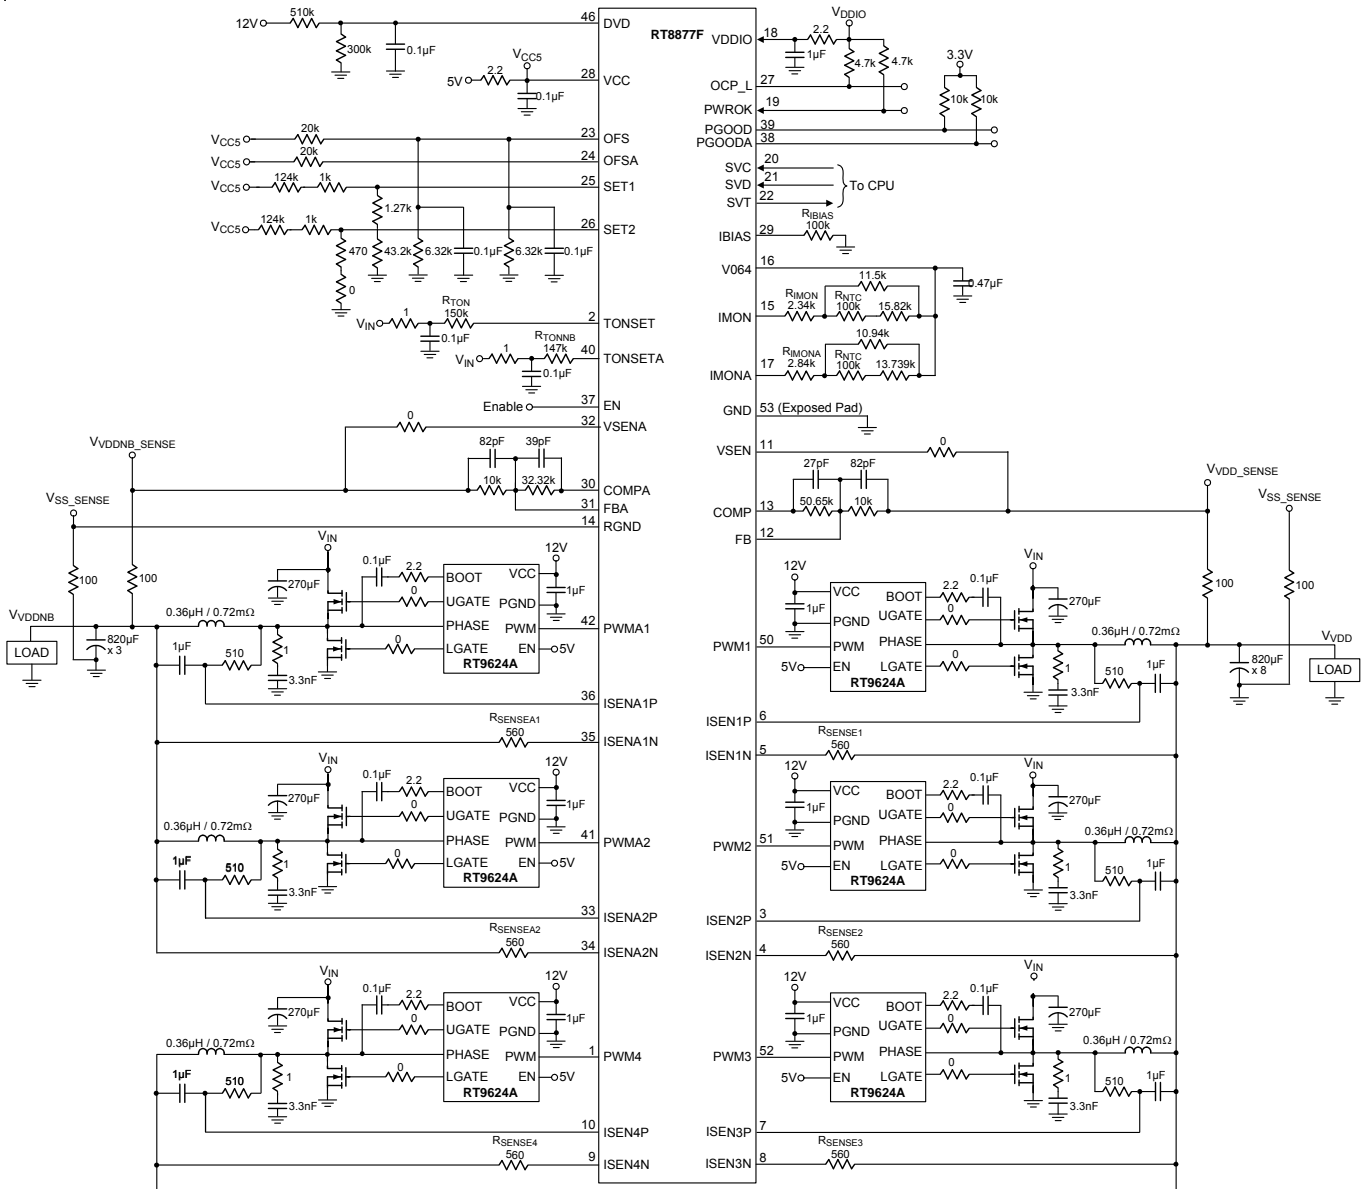 RT8877F
12V
510k
300k
0.1µF
46
DVD
VCC5
5V
2.2
0.1µF
28
VCC
VCC5
20k
23
OFS
VCC5
20k
24
OFSA
VCC5
124k
1k
25
SET1
1.27k
VCC5
124k
1k
26
SET2
470
43.2k
6.32k
0.1µF
6.32k
0.1µF
0
VIN
1
RTON
150k
0.1µF
2
TONSET
VIN
1
RTONNB
147k
0.1µF
40
TONSETA
Enable
37
EN
0
32
VSENA
VVDDNB_SENSE
82pF
39pF
10k
32.32k
30
COMPA
31
FBA
VSS_SENSE
14
RGND
100
100
VVDDNB
LOAD
820µF
x 3
VDDIO
18
VDDIO
2.2
1µF
4.7k
4.7k
27
OCP_L
19
PWROK
3.3V
10k
10k
39
PGOOD
38
PGOODA
20
SVC
21
SVD
22
SVT
To CPU
RIBIAS
100k
29
IBIAS
16
V064
0.47µF
11.5k
RIMON
2.34k
RNTC
100k
15.82k
15
IMON
10.94k
RIMONA
2.84k
RNTC
100k
13.739k
17
IMONA
GND
53 (Exposed Pad)
11
VSEN
0
27pF
82pF
50.65k
10k
13
COMP
12
FB
VVDD_SENSE
VSS_SENSE
100
100
VVDD
LOAD
820µF
x 8
VIN
270µF
0.1µF
2.2
0
0
0.36µH / 0.72mΩ
1µF
510
1
3.3nF
BOOT
UGATE
PHASE
LGATE
VCC
PGND
PWM
EN
RT9624A
12V
1µF
5V
42
PWMA1
36
ISENA1P
RSENSEA1
560
35
ISENA1N
VIN
270µF
0.1µF
2.2
0
0
0.36µH / 0.72mΩ
1µF
510
1
3.3nF
BOOT
UGATE
PHASE
LGATE
VCC
PGND
PWM
EN
RT9624A
12V
1µF
5V
41
PWMA2
33
ISENA2P
RSENSEA2
560
34
ISENA2N
VIN
270µF
0.1µF
2.2
0
0
0.36µH / 0.72mΩ
1µF
510
1
3.3nF
BOOT
UGATE
PHASE
LGATE
VCC
PGND
PWM
EN
RT9624A
12V
1µF
5V
1
PWM4
10
ISEN4P
RSENSE4
560
9
ISEN4N
12V
1µF
5V
VCC
PGND
PWM
EN
BOOT
UGATE
PHASE
LGATE
RT9624A
2.2
0.1µF
0
0
VIN
270µF
0.36µH / 0.72mΩ
510
1µF
1
3.3nF
50
PWM1
6
ISEN1P
RSENSE1
560
5
ISEN1N
12V
1µF
5V
VCC
PGND
PWM
EN
BOOT
UGATE
PHASE
LGATE
RT9624A
2.2
0.1µF
0
0
VIN
270µF
0.36µH / 0.72mΩ
510
1µF
1
3.3nF
51
PWM2
3
ISEN2P
RSENSE2
560
4
ISEN2N
12V
1µF
5V
VCC
PGND
PWM
EN
BOOT
UGATE
PHASE
LGATE
RT9624A
2.2
0.1µF
0
0
VIN
270µF
0.36µH / 0.72mΩ
510
1µF
1
3.3nF
52
PWM3
7
ISEN3P
RSENSE3
560
8
ISEN3N